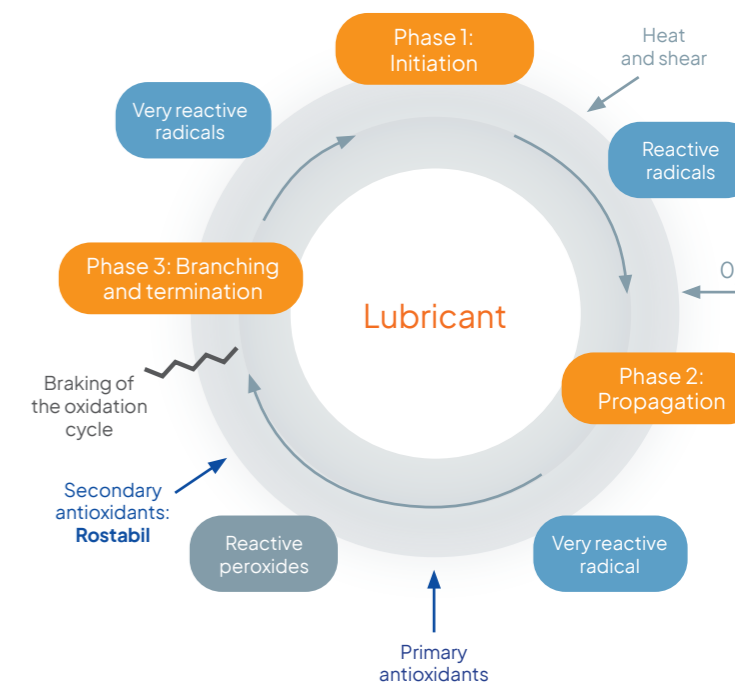 Phase 1:
Initiation
Heat
and shear
Very reactive
radicals
Reactive
radicals
Phase 3: Branching
and termination
Lubricant
Phase 2:
Propagation
Braking of
the oxidation
cycle
Secondary
antioxidants:
Rostabil
Reactive
peroxides
Very reactive
radical
Primary
antioxidants